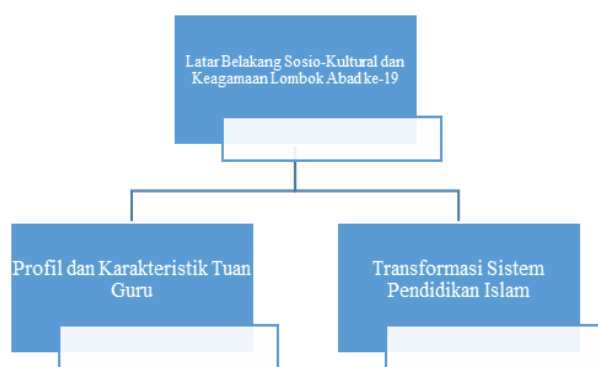 Latar Belakang Sosio-Kultural dan
Keagamaan Lombok Abad ke-19
Profil dan Karakteristik Tuan
Guru
Transformasi Sistem
Pendidikan Islam